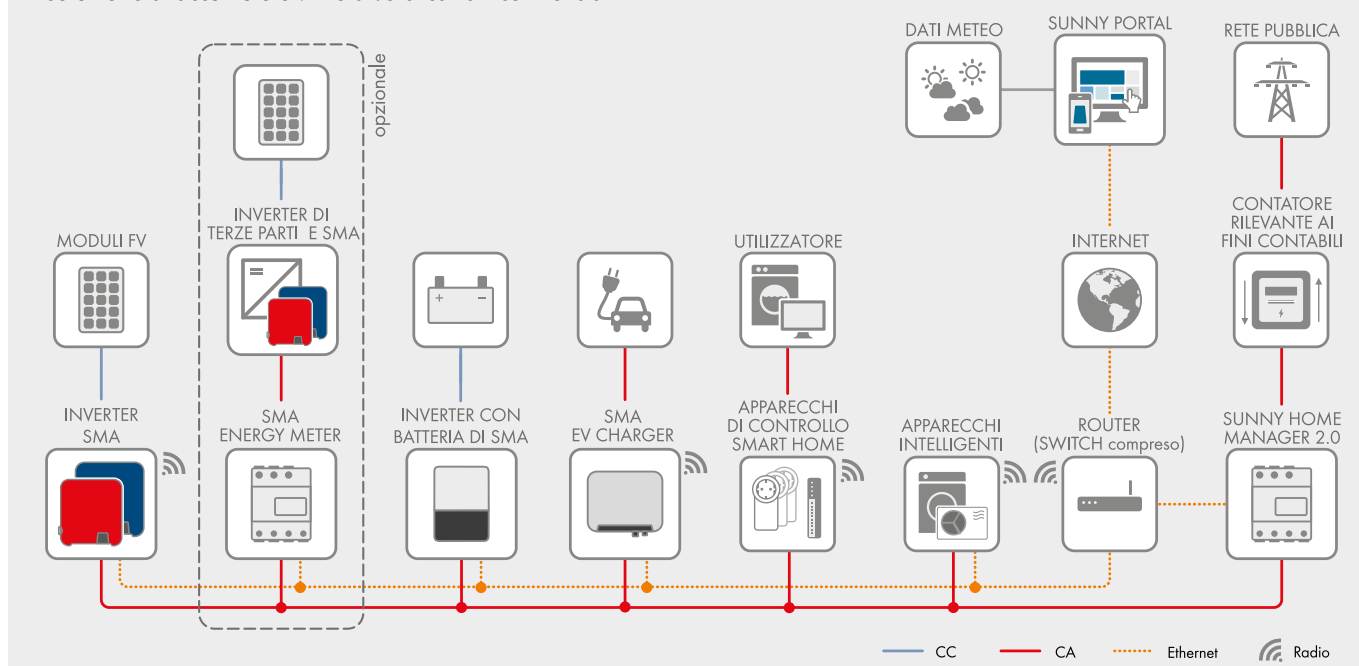 DATI METEO
SUNNY PORTAL
RETE PUBBLICA
opzionale
MODULI FV
INVERTER DI
TERZE PARTI E SMA
UTILIZZATORE
INTERNET
CONTATORE
RILEVANTE AI
FINI CONTABILI
INVERTER
SMA
SMA
ENERGY METER
INVERTER CON
BATTERIA DI SMA
SMA
EV CHARGER
APPARECCHI
DI CONTROLLO
SMART HOME
APPARECCHI
INTELLIGENTI
ROUTER
(SWITCH compreso)
SUNNY HOME
MANAGER 2.0
CC
CA
Ethernet
Radio